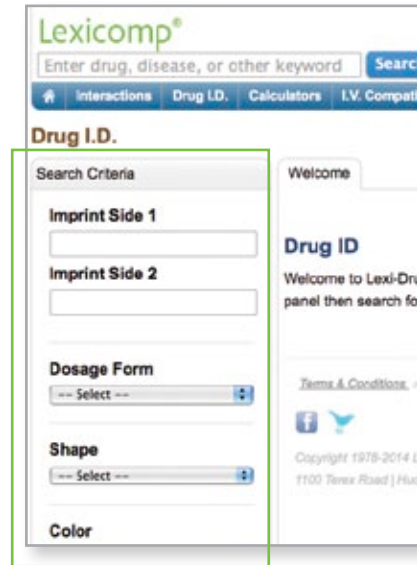 Lexicomp®
Enter drug, disease, or other keyword Searc
Interactions Drug I.D. Calculators I.V. Compati
Drug I.D.
Search Criteria
Imprint Side 1
Imprint Side 2
Dosage Form
-- Select --
Shape
-- Select --
Color
Welcome
Drug ID
Welcome to Lexi-Dru
panel then search fo
Terms & Conditions
Copyright 1978-2014 L
1100 Terex Road | Hud